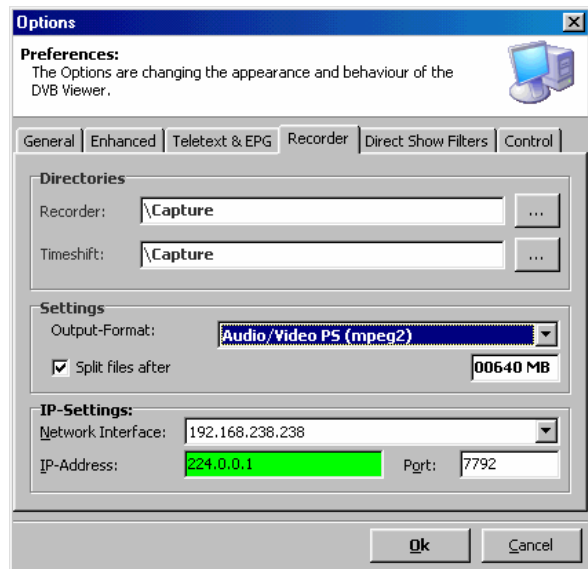 Options
Preferences:
The Options are changing the appearance and behaviour of the
DVB Viewer.
General Enhanced Teletext & EPG Recorder Direct Show Filters Control
Directories
Recorder: \Capture ...
Timeshift: \Capture ...
Settings
Output-Format: Audio/Video PS (mpeg2)
Split files after 00640 MB
IP-Settings:
Network Interface: 192.168.238.238
IP-Address: 224.0.0.1 Port: 7792
Ok Cancel